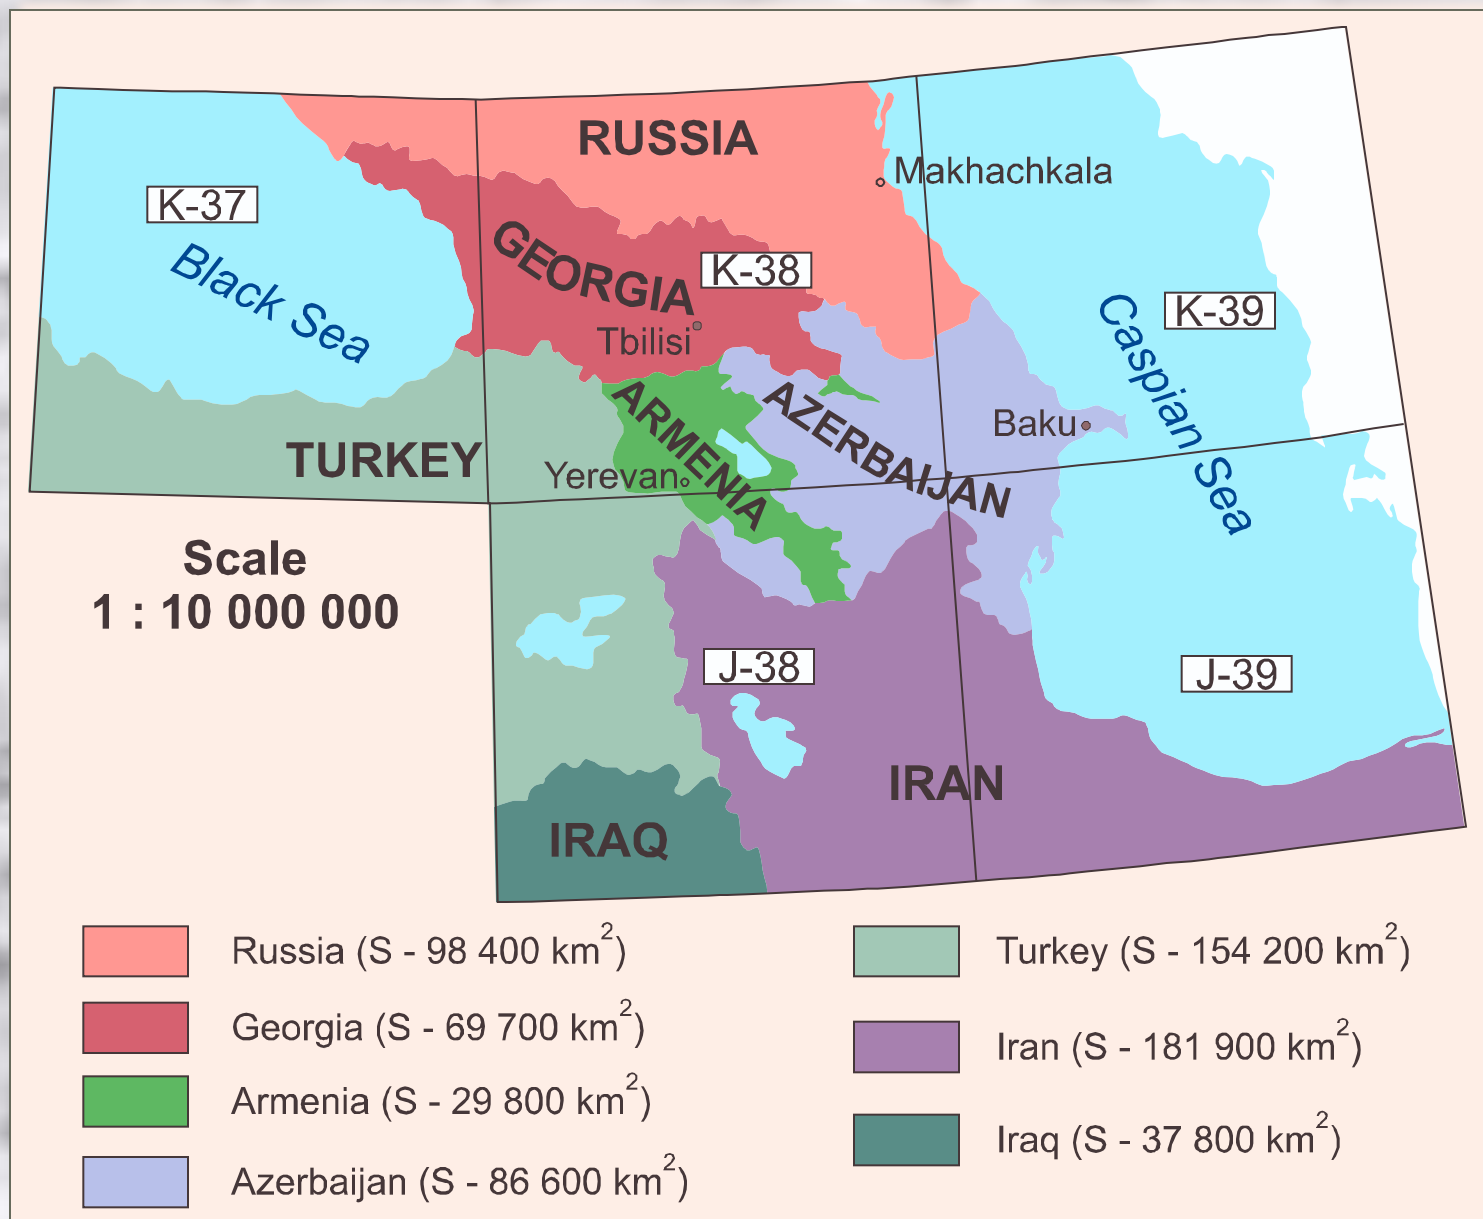 RUSSIA
Makhachkala
K-37
GEORGIA
K-38
Black Sea
K-39
Caspian Sea
Tbilisi
ARMENIA
AZERBAIJAN
Baku
TURKEY
Yerevan
Scale
1 : 10 000 000
J-38
J-39
IRAN
IRAQ
Russia (S - 98 400 km²)
Georgia (S - 69 700 km²)
Armenia (S - 29 800 km²)
Azerbaijan (S - 86 600 km²)
Turkey (S - 154 200 km²)
Iran (S - 181 900 km²)
Iraq (S - 37 800 km²)